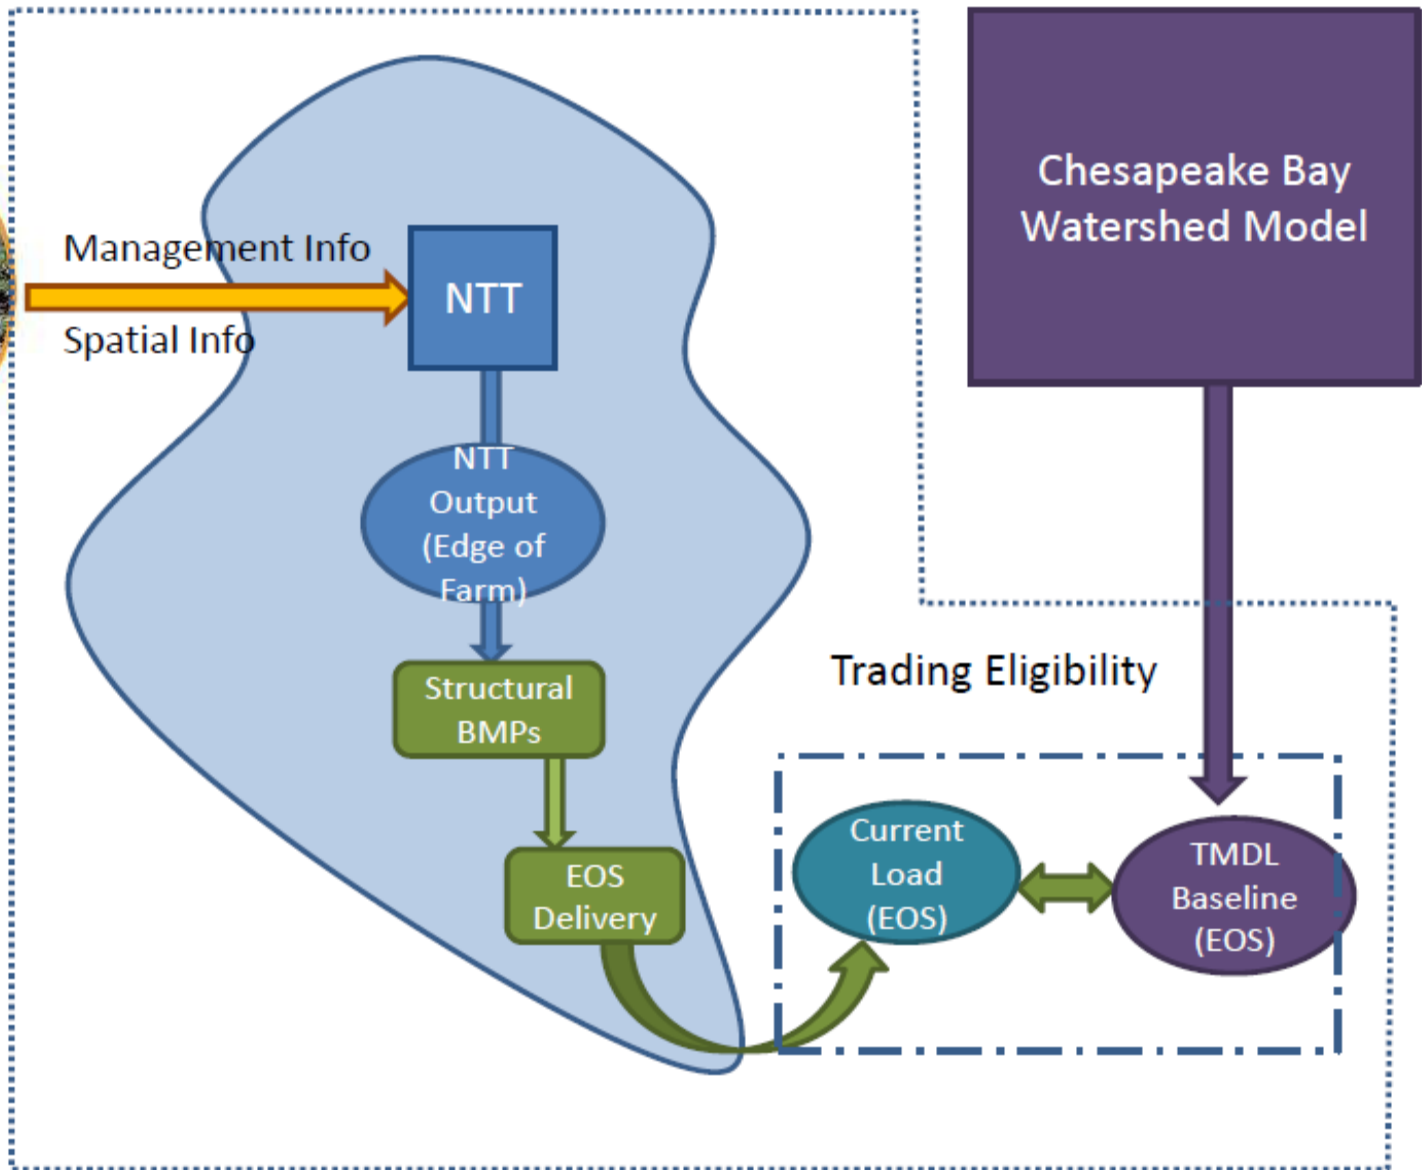 Chesapeake Bay
Watershed Model
Management Info
Spatial Info
NTT
NTT
Output
(Edge of
Farm)
Structural
BMPs
EOS
Delivery
Trading Eligibility
Current
Load
(EOS)
TMDL
Baseline
(EOS)